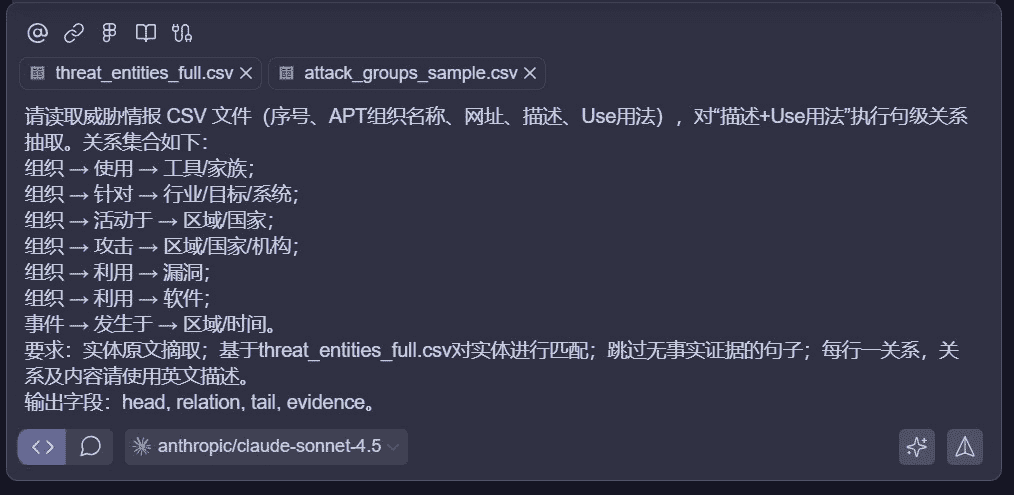 threat_entities_full.csv attack_groups_sample.csv
请读取威胁情报 CSV 文件（序号、APT组织名称、网址、描述、Use用法），对“描述+Use用法”执行句级关系
抽取。关系集合如下：
组织 → 使用 → 工具/家族；
组织 → 针对 → 行业/目标/系统；
组织 → 活动于 → 区域/国家；
组织 → 攻击 → 区域/国家/机构；
组织 → 利用 → 漏洞；
组织 → 利用 → 软件；
事件 → 发生于 → 区域/时间。
要求：实体原文摘取；基于threat_entities_full.csv对实体进行匹配；跳过无事实证据的句子；每行一关系，关
系及内容请使用英文描述。
输出字段：head, relation, tail, evidence。
anthropic/claude-sonnet-4.5